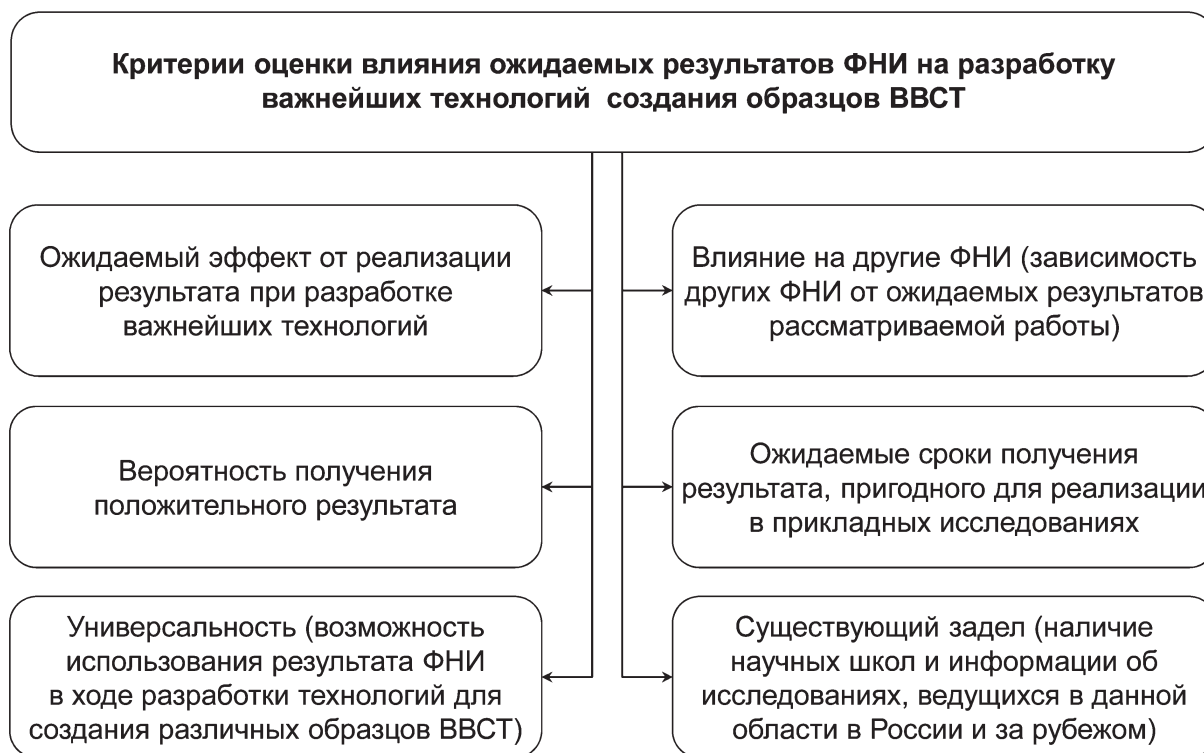 Критерии оценки влияния ожидаемых результатов ФНИ на разработку
важнейших технологий создания образцов ВВСТ
Ожидаемый эффект от реализации
результата при разработке
важнейших технологий
Влияние на другие ФНИ (зависимость
других ФНИ от ожидаемых результатов
рассматриваемой работы)
Вероятность получения
положительного результата
Ожидаемые сроки получения
результата, пригодного для реализации
в прикладных исследованиях
Универсальность (возможность
использования результата ФНИ
в ходе разработки технологий для
создания различных образцов ВВСТ)
Существующий задел (наличие
научных школ и информации об
исследованиях, ведущихся в данной
области в России и за рубежом)